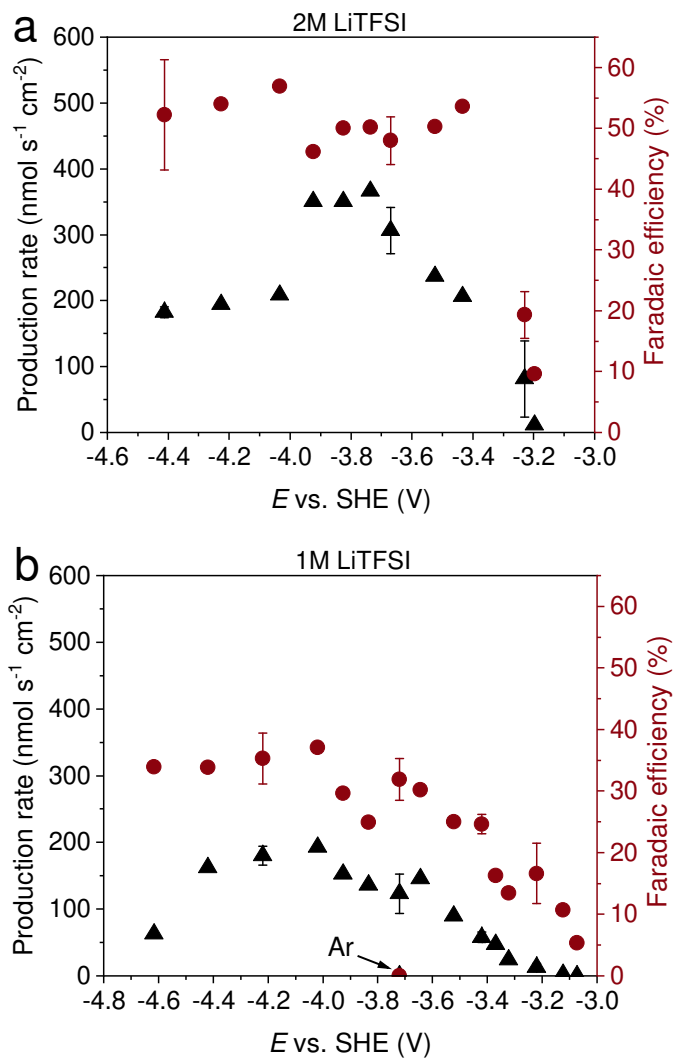 a
2M LiTFSI
600
500
400
300
200
100
0
60
50
40
30
20
10
0
-4.6 -4.4 -4.2 -4.0 -3.8 -3.6 -3.4 -3.2 -3.0
Production rate (nmol s⁻¹ cm⁻²)
Faradaic efficiency (%)
E vs. SHE (V)
b
1M LiTFSI
600
500
400
300
200
100
0
60
50
40
30
20
10
0
Ar
-4.8 -4.6 -4.4 -4.2 -4.0 -3.8 -3.6 -3.4 -3.2 -3.0
Production rate (nmol s⁻¹ cm⁻²)
Faradaic efficiency (%)
E vs. SHE (V)